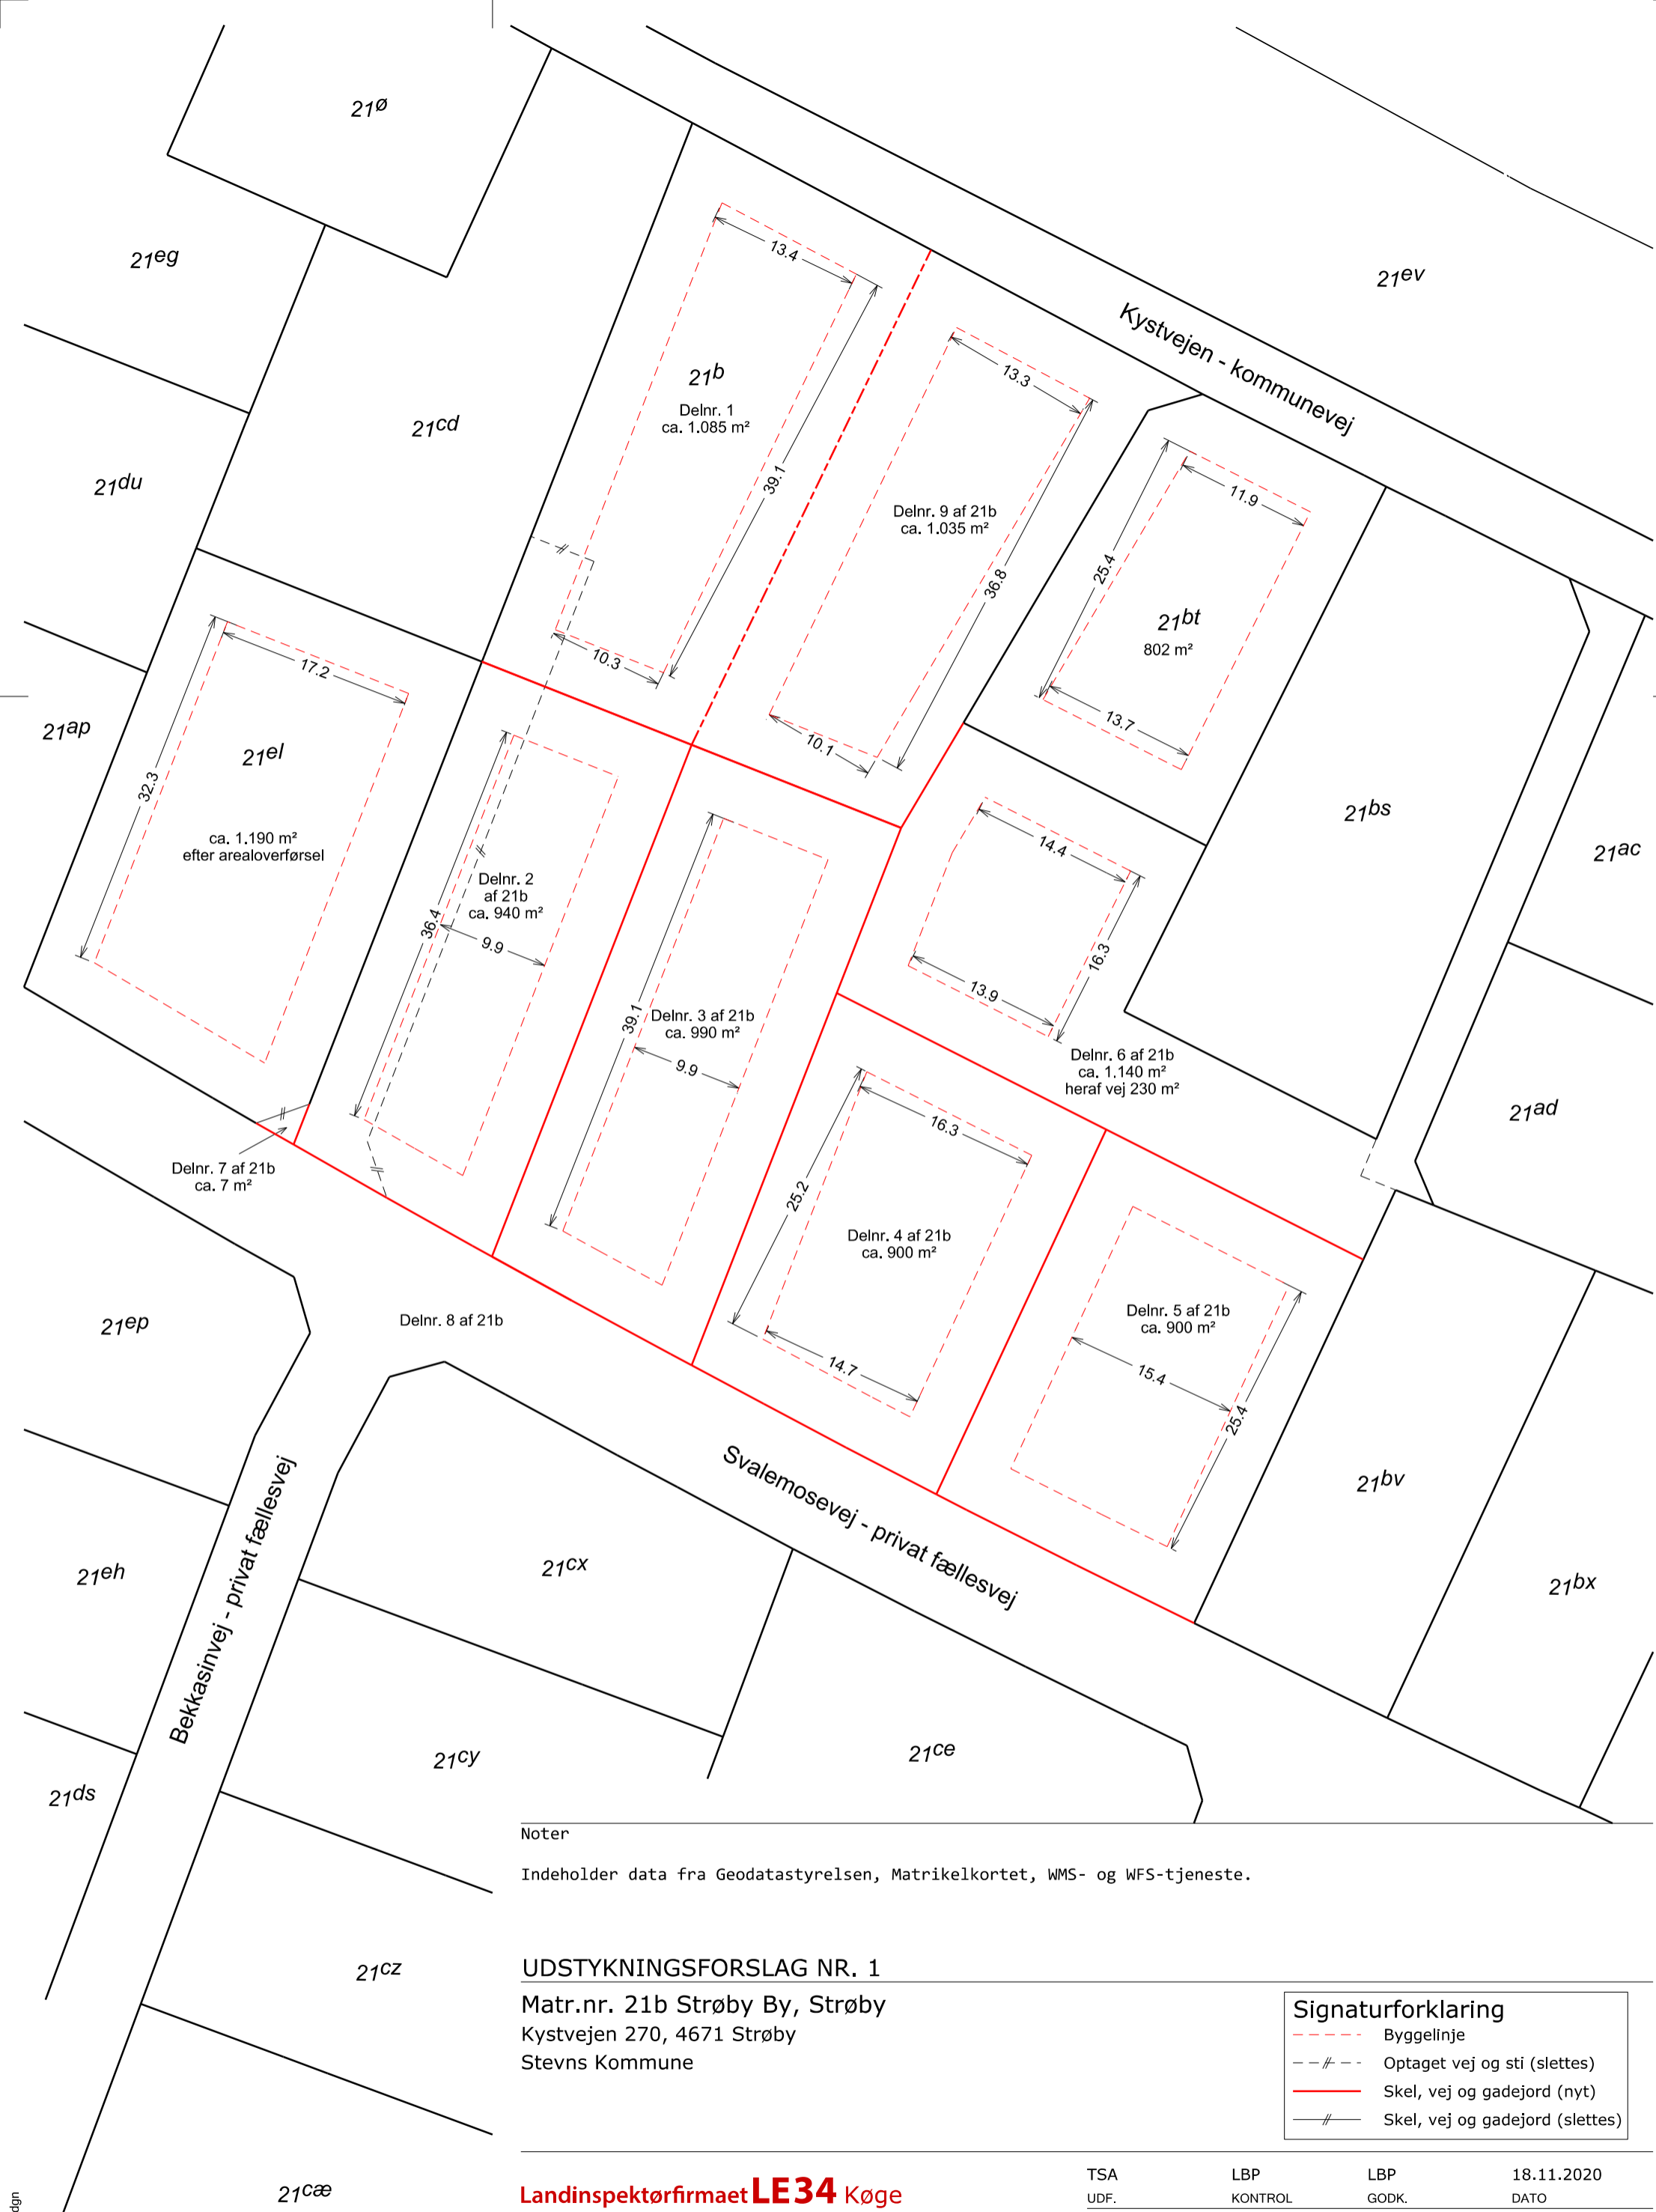 21ø
21eg
21ev
13.4
Kystvejen - kommunevej
13.3
21b
Delnr. 1
ca. 1.085 m²
21cd
39.1
21du
11.9
Delnr. 9 af 21b
ca. 1.035 m²
25.4
36.8
21bt
802 m²
10.3
17.2
13.7
21ap
10.1
21el
32.3
21bs
ca. 1.190 m²
efter arealoverførsel
14.4
21ac
Delnr. 2
af 21b
ca. 940 m²
36.4
9.9
16.3
13.9
39.1
Delnr. 3 af 21b
ca. 990 m²
9.9
Delnr. 6 af 21b
ca. 1.140 m²
heraf vej 230 m²
21ad
16.3
Delnr. 7 af 21b
ca. 7 m²
25.2
Delnr. 4 af 21b
ca. 900 m²
21ep
Delnr. 8 af 21b
Delnr. 5 af 21b
ca. 900 m²
14.7
15.4
25.4
21bv
Svalemosevej - privat fællesvej
Bekkasinvej - privat fællesvej
21eh
21cx
21bx
21cy
21ce
21ds
Noter
Indeholder data fra Geodatastyrelsen, Matrikelkortet, WMS- og WFS-tjeneste.
21cz
UDSTYKNINGSFORSLAG NR. 1
Matr.nr. 21b Strøby By, Strøby
Kystvejen 270, 4671 Strøby
Stevns Kommune
Signaturforklaring
Byggelinje
Optaget vej og sti (slettes)
Skel, vej og gadejord (nyt)
Skel, vej og gadejord (slettes)
21cæ
Landinspektørfirmaet LE34 Køge
TSA LBP LBP 18.11.2020
UDF. KONTROL GODK. DATO
dgn